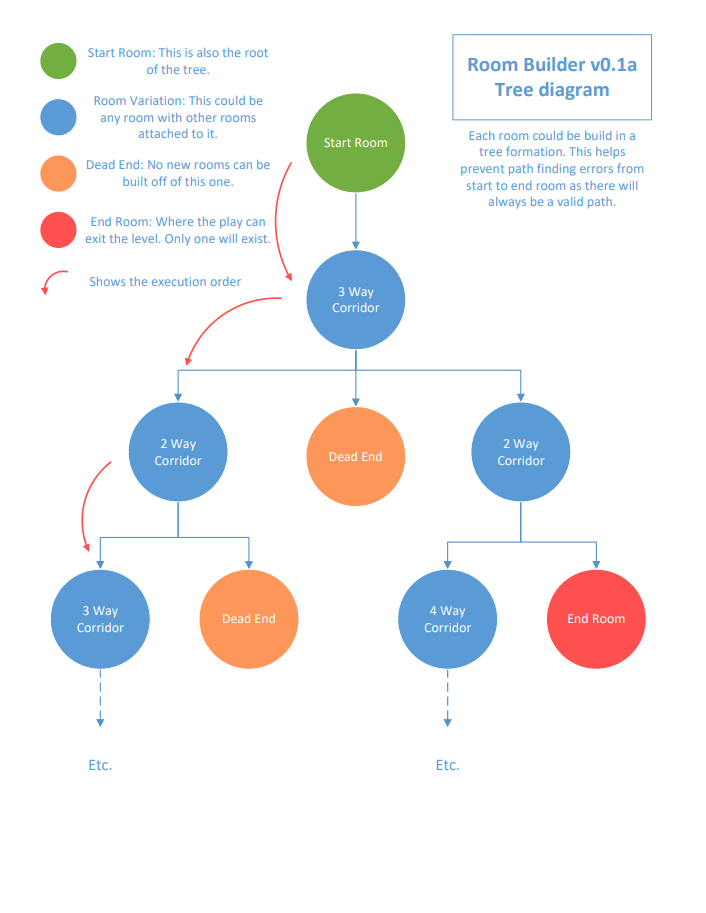 Start Room: This is also the root
of the tree.
Room Variation: This could be
any room with other rooms
attached to it.
Dead End: No new rooms can be
built off of this one.
End Room: Where the play can
exit the level. Only one will exist.
Shows the execution order
Room Builder v0.1a
Tree diagram
Each room could be build in a
tree formation. This helps
prevent path finding errors from
start to end room as there will
always be a valid path.
Start Room
3 Way
Corridor
2 Way
Corridor
Dead End
2 Way
Corridor
3 Way
Corridor
Dead End
4 Way
Corridor
End Room
Etc.
Etc.